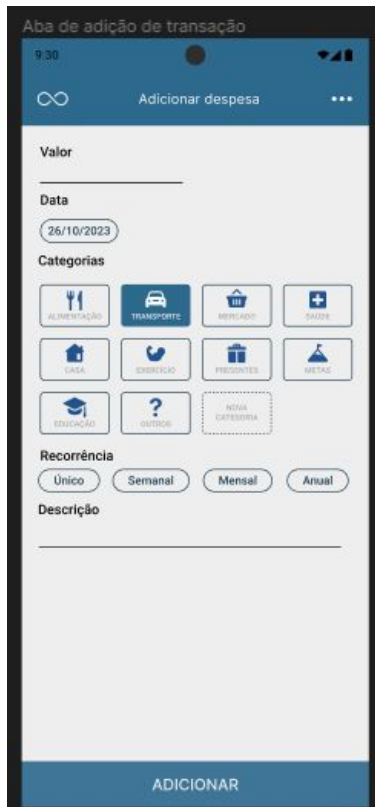 Aba de adição de transação
9:30
Adicionar despesa
Valor
Data
26/10/2023
Categorias
ALIMENTAÇÃO TRANSPORTE MERCADO SAÚDE
CASA EXERCÍCIO PRESENTES METAS
EDUCAÇÃO OUTROS NOVA CATEGORIA
Recorrência
Único Semanal Mensal Anual
Descrição
ADICIONAR